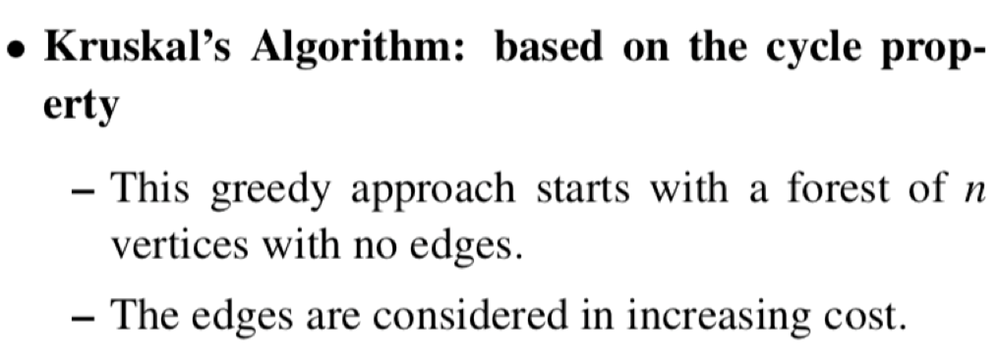 • Kruskal’s Algorithm: based on the cycle prop-
erty
– This greedy approach starts with a forest of n
vertices with no edges.
– The edges are considered in increasing cost.